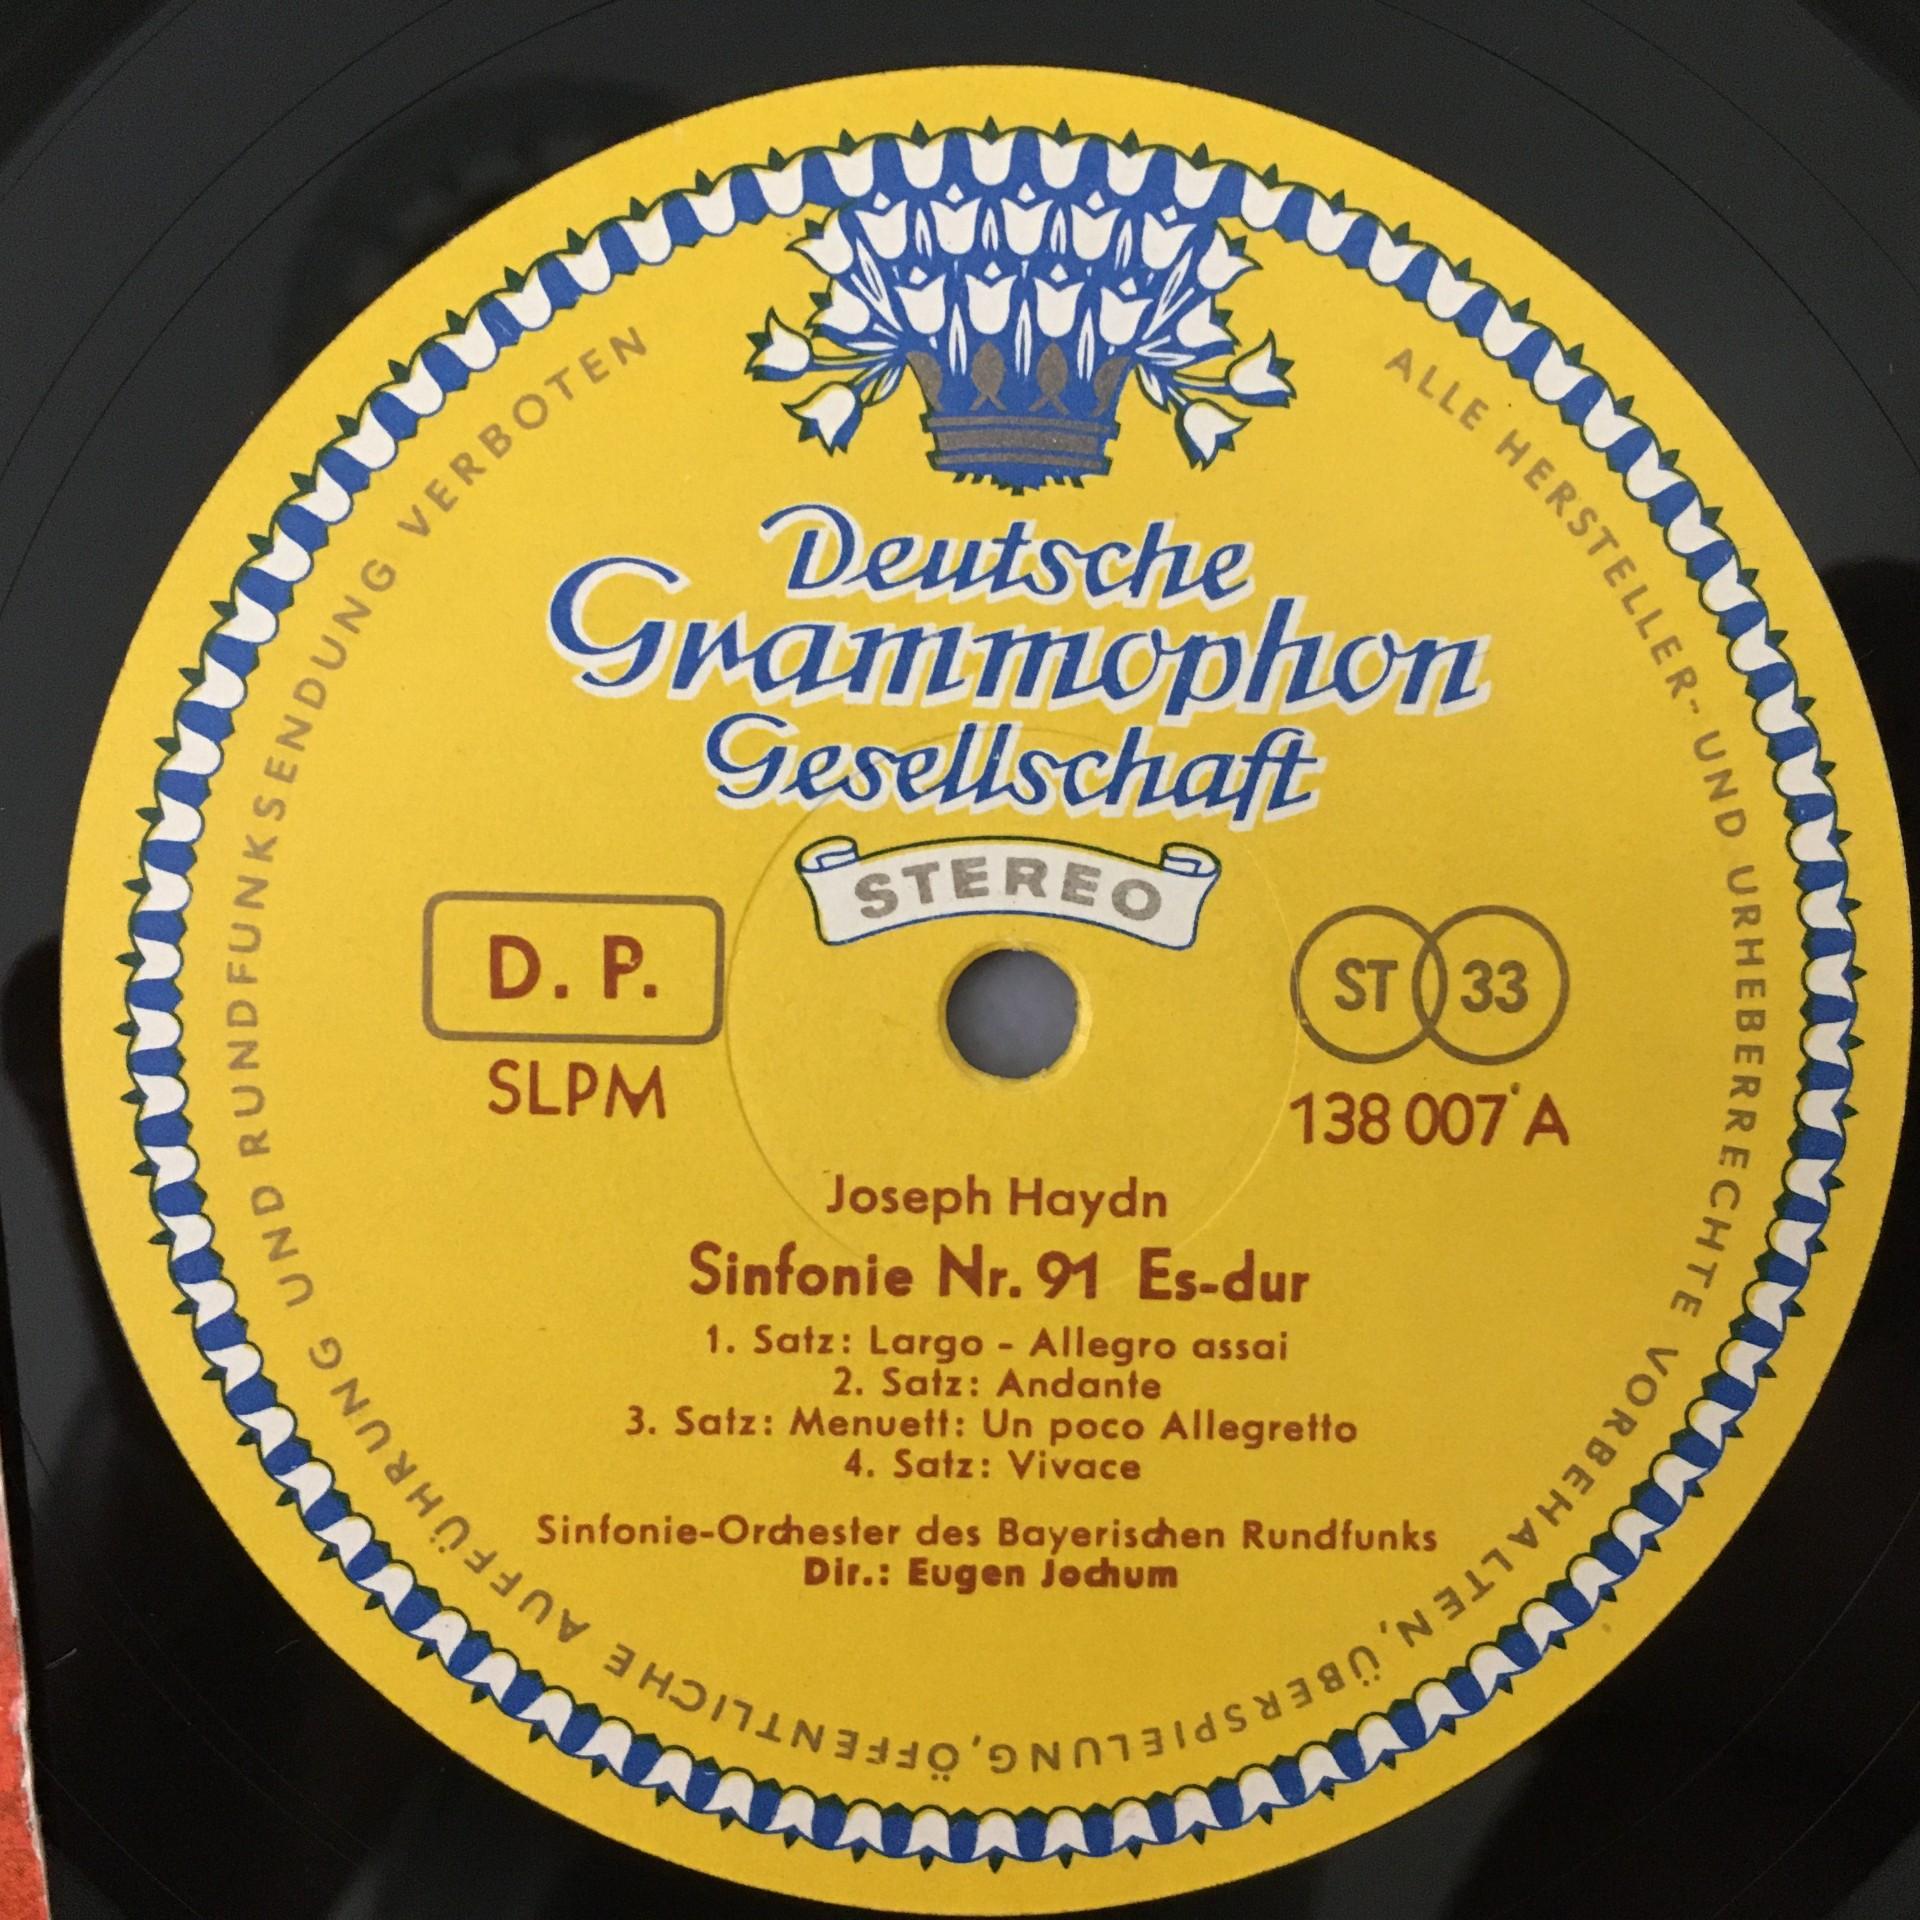 Deutsche
Grammophon
Gesellschaft
STEREO
D. P.
SLPM
ST 33
138 007 A
Joseph Haydn
Sinfonie Nr. 91 Es-dur
1. Satz: Largo - Allegro assai
2. Satz: Andante
3. Satz: Menuett: Un poco Allegretto
4. Satz: Vivace
Sinfonie-Orchester des Bayerischen Rundfunks
Dir.: Eugen Jochum
ALLE HERSTELLER- UND URHEBERRECHTE VORBEHALTEN, ÜBERSPIELUNG, ÖFFENTLICHE AUFFÜHRUNG UND RUNDFUNKSENDUNG VERBOTEN